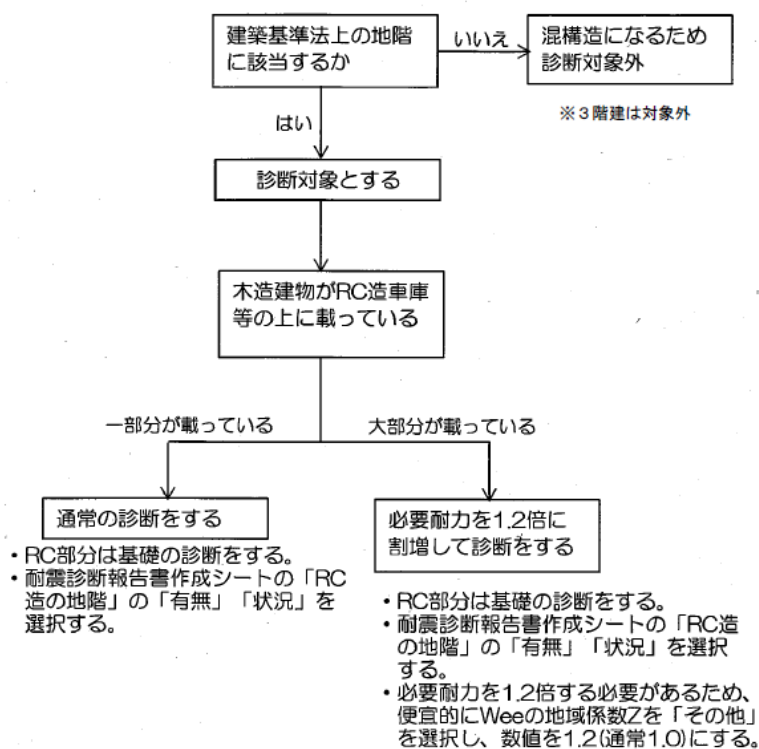 建築基準法上の地階
に該当するか
いいえ
混構造になるため
診断対象外
※3階建は対象外
はい
診断対象とする
木造建物がRC造車庫
等の上に載っている
一部分が載っている
大部分が載っている
通常の診断をする
・RC部分は基礎の診断をする。
・耐震診断報告書作成シートの「RC
造の地階」の「有無」「状況」を
選択する。
必要耐力を1.2倍に
割増して診断をする
・RC部分は基礎の診断をする。
・耐震診断報告書作成シートの「RC造
の地階」の「有無」「状況」を選択
する。
・必要耐力を1.2倍する必要があるため、
便宜的にWeeの地域係数Zを「その他」
を選択し、数値を1.2(通常1.0)にする。